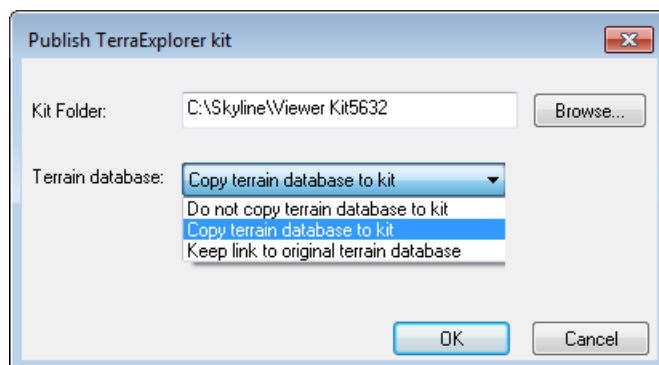 Publish TerraExplorer kit
Kit Folder: C:\Skyline\Viewer Kit5632 Browse...
Terrain database: Copy terrain database to kit
Do not copy terrain database to kit
Copy terrain database to kit
Keep link to original terrain database
OK Cancel